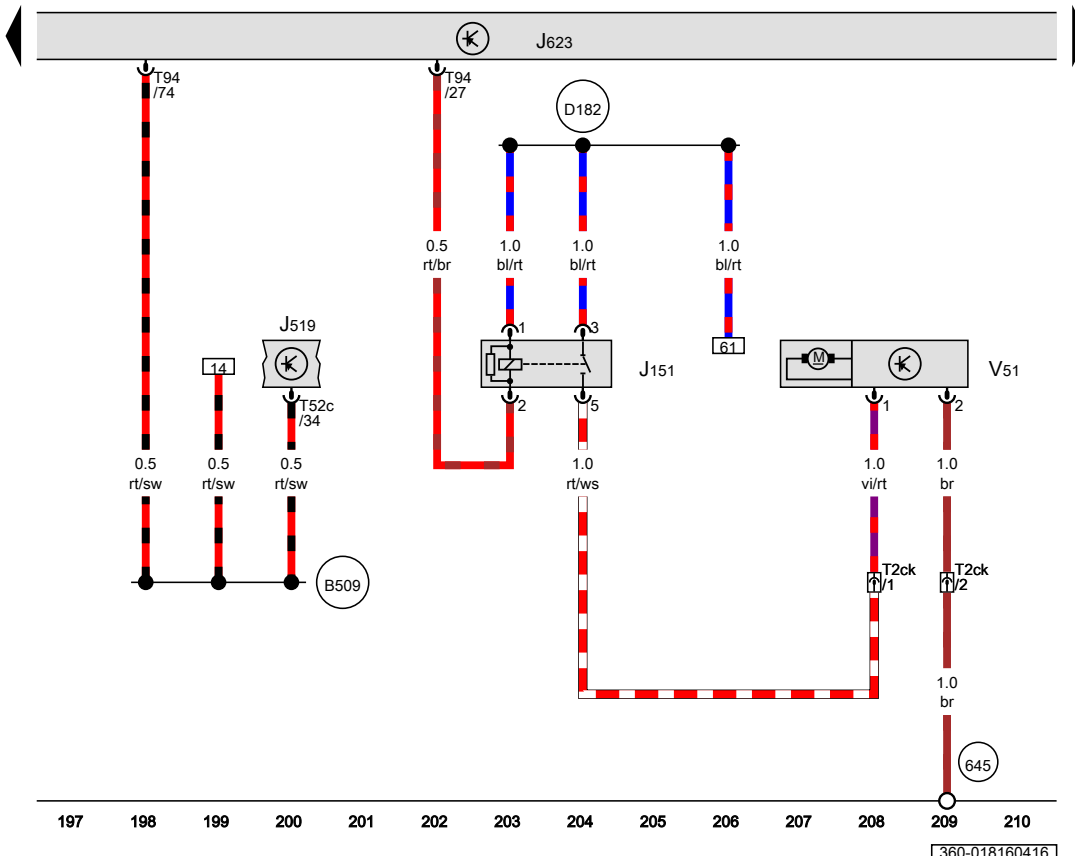 J623
T94
/74
T94
/27
D182
0.5
rt/br
1.0
bl/rt
1.0
bl/rt
1.0
bl/rt
J519
14
T52c
/34
1
3
J151
2
5
61
M
V51
1
2
0.5
rt/sw
0.5
rt/sw
0.5
rt/sw
1.0
rt/ws
1.0
vi/rt
1.0
br
B509
T2ck
/1
T2ck
/2
1.0
br
645
197 198 199 200 201 202 203 204 205 206 207 208 209 210
360-018160416